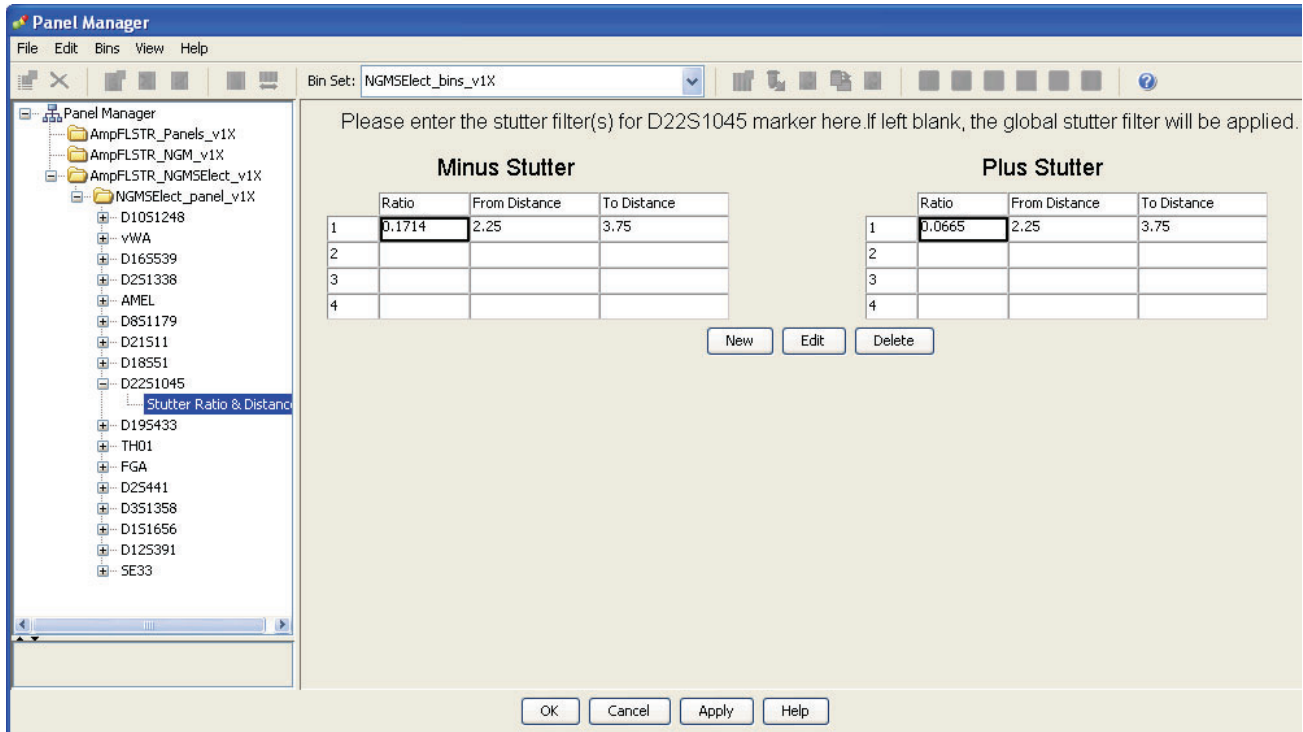 Panel Manager
File Edit Bins View Help
Bin Set: NGMSElect_bins_v1X
Panel Manager
AmpFLSTR_Panels_v1X
AmpFLSTR_NGM_v1X
AmpFLSTR_NGMSElect_v1X
NGMSElect_panel_v1X
D10S1248
vWA
D16S539
D2S1338
AMEL
D8S1179
D21S11
D18S51
D22S1045
Stutter Ratio & Distanc
D19S433
TH01
FGA
D2S441
D3S1358
D1S1656
D12S391
SE33
Please enter the stutter filter(s) for D22S1045 marker here.If left blank, the global stutter filter will be applied.
Minus Stutter
Ratio From Distance To Distance
1 0.1714 2.25 3.75
2
3
4
Plus Stutter
Ratio From Distance To Distance
1 0.0665 2.25 3.75
2
3
4
New Edit Delete
OK Cancel Apply Help